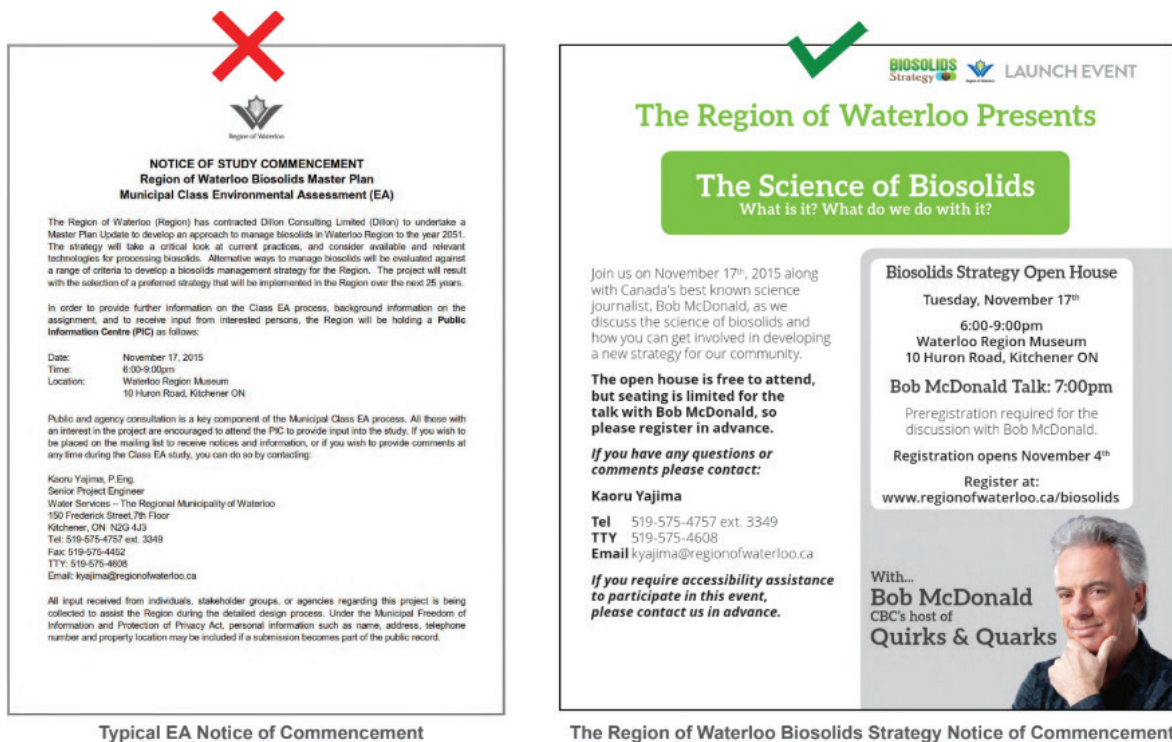 Region of Waterloo
NOTICE OF STUDY COMMENCEMENT
Region of Waterloo Biosolids Master Plan
Municipal Class Environmental Assessment (EA)
The Region of Waterloo (Region) has contracted Dillon Consulting Limited (Dillon) to undertake a
Master Plan Update to develop an approach to manage biosolids in Waterloo Region to the year 2051.
The strategy will take a critical look at current practices, and consider available and relevant
technologies for processing biosolids. Alternative ways to manage biosolids will be evaluated against
a range of criteria to develop a biosolids management strategy for the Region. The project will result
with the selection of a preferred strategy that will be implemented in the Region over the next 25 years.
In order to provide further information on the Class EA process, background information on the
assignment, and to receive input from interested persons, the Region will be holding a Public
Information Centre (PIC) as follows:
Date: November 17, 2015
Time: 6:00-9:00pm
Location: Waterloo Region Museum
10 Huron Road, Kitchener ON
Public and agency consultation is a key component of the Municipal Class EA process. All those with
an interest in the project are encouraged to attend the PIC to provide input into the study. If you wish to
be placed on the mailing list to receive notices and information, or if you wish to provide comments at
any time during the Class EA study, you can do so by contacting:
Kaoru Yajima, P.Eng.
Senior Project Engineer
Water Services – The Regional Municipality of Waterloo
150 Frederick Street,7th Floor
Kitchener, ON N2G 4J3
Tel: 519-575-4757 ext. 3349
Fax: 519-575-4452
TTY: 519-575-4608
Email: kyajima@regionofwaterloo.ca
All input received from individuals, stakeholder groups, or agencies regarding this project is being
collected to assist the Region during the detailed design process. Under the Municipal Freedom of
Information and Protection of Privacy Act, personal information such as name, address, telephone
number and property location may be included if a submission becomes part of the public record.
Typical EA Notice of Commencement
BIOSOLIDS
Strategy
LAUNCH EVENT
The Region of Waterloo Presents
The Science of Biosolids
What is it? What do we do with it?
Join us on November 17th, 2015 along
with Canada's best known science
journalist, Bob McDonald, as we
discuss the science of biosolids and
how you can get involved in developing
a new strategy for our community.
The open house is free to attend,
but seating is limited for the
talk with Bob McDonald, so
please register in advance.
If you have any questions or
comments please contact:
Kaoru Yajima
Tel 519-575-4757 ext. 3349
TTY 519-575-4608
Email kyajima@regionofwaterloo.ca
If you require accessibility assistance
to participate in this event,
please contact us in advance.
Biosolids Strategy Open House
Tuesday, November 17th
6:00-9:00pm
Waterloo Region Museum
10 Huron Road, Kitchener ON
Bob McDonald Talk: 7:00pm
Preregistration required for the
discussion with Bob McDonald.
Registration opens November 4th
Register at:
www.regionofwaterloo.ca/biosolids
With...
Bob McDonald
CBC's host of
Quirks & Quarks
The Region of Waterloo Biosolids Strategy Notice of Commencement